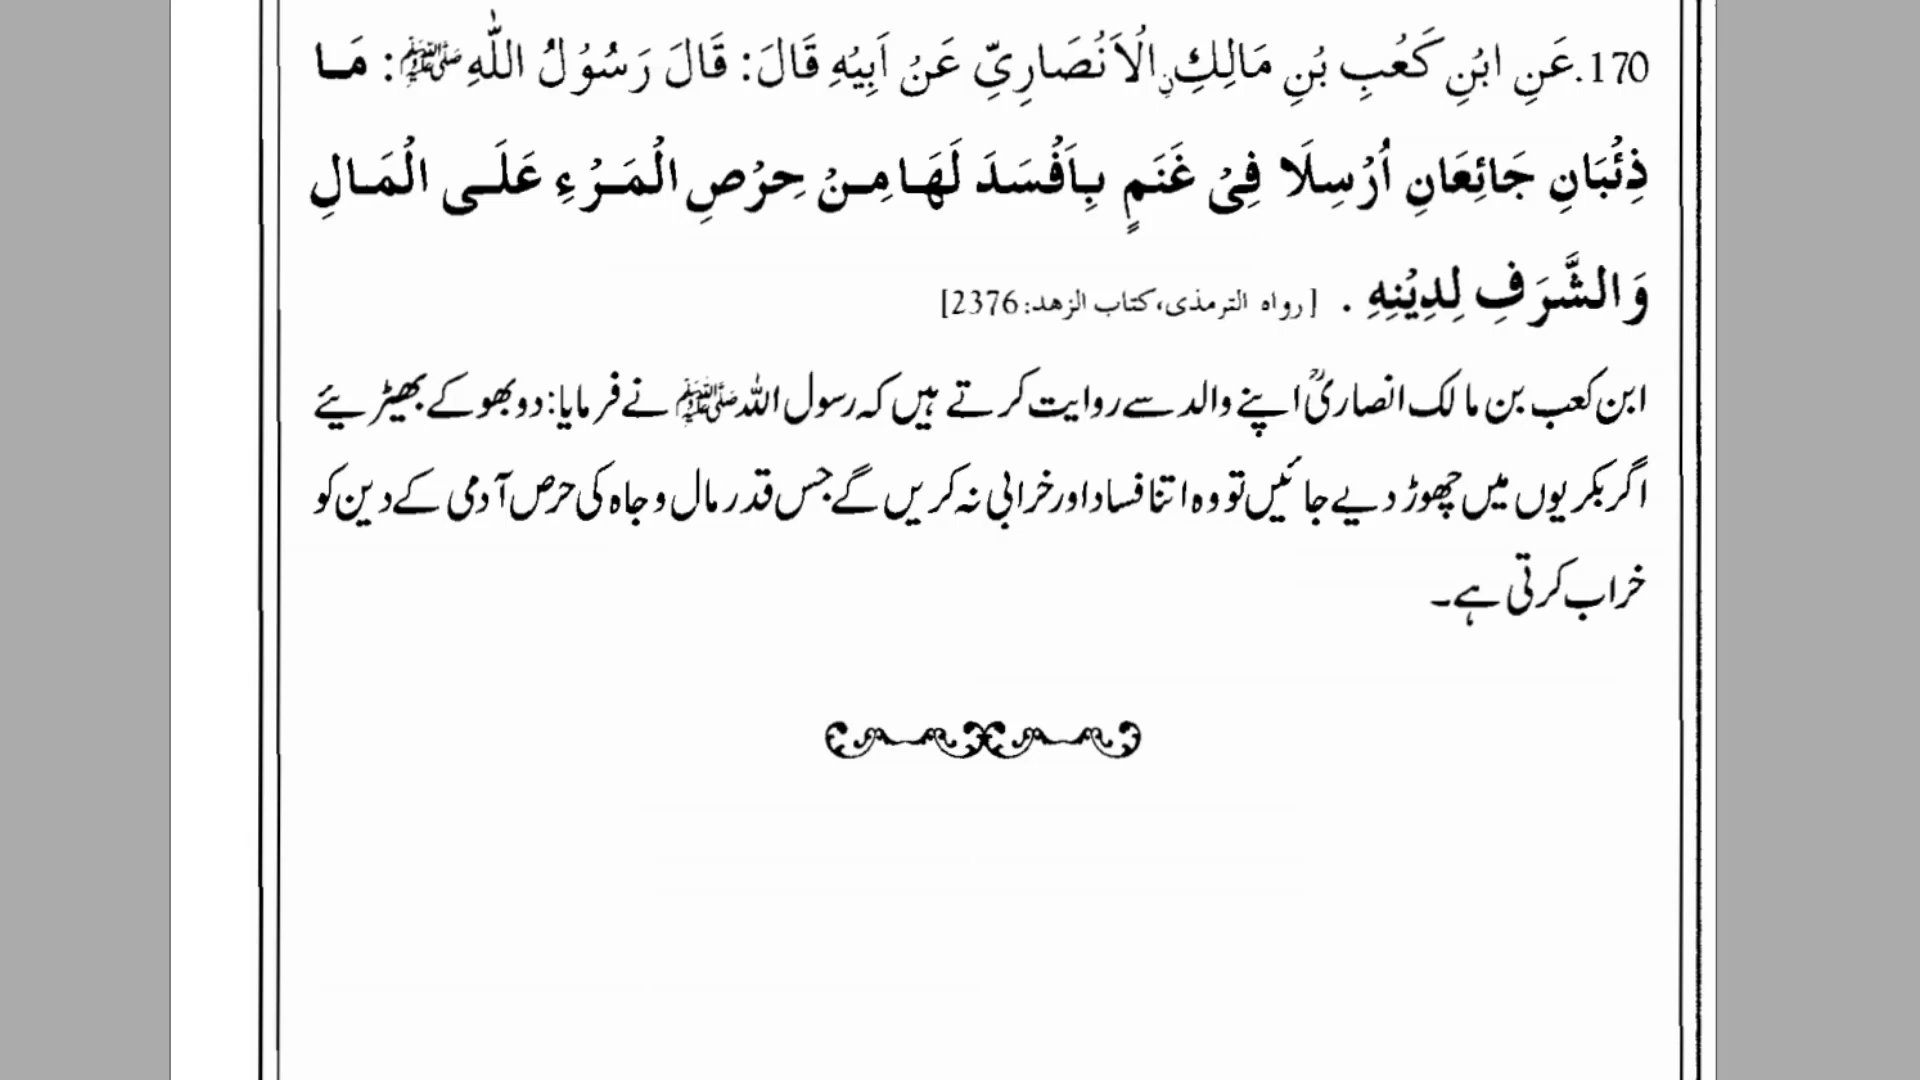 170. عَنِ ابْنِ كَعْبِ بْنِ مَالِكِنِ الْاَنْصَارِيِّ عَنْ اَبِيْهِ قَالَ: قَالَ رَسُوْلُ اللّٰهِ ﷺ: مَا
ذِئْبَانِ جَائِعَانِ اُرْسِلَا فِيْ غَنَمٍ بِاَفْسَدَ لَهَا مِنْ حِرْصِ الْمَرْءِ عَلَى الْمَالِ
وَالشَّرَفِ لِدِيْنِهِ . [رواه الترمذی، کتاب الزهد: 2376]
ابن کعب بن مالک انصاریؓ اپنے والد سے روایت کرتے ہیں کہ رسول اللہ ﷺ نے فرمایا: دو بھوکے بھیڑیئے
اگر بکریوں میں چھوڑ دیے جائیں تو وہ اتنا فساد اور خرابی نہ کریں گے جس قدر مال و جاہ کی حرص آدمی کے دین کو
خراب کرتی ہے۔